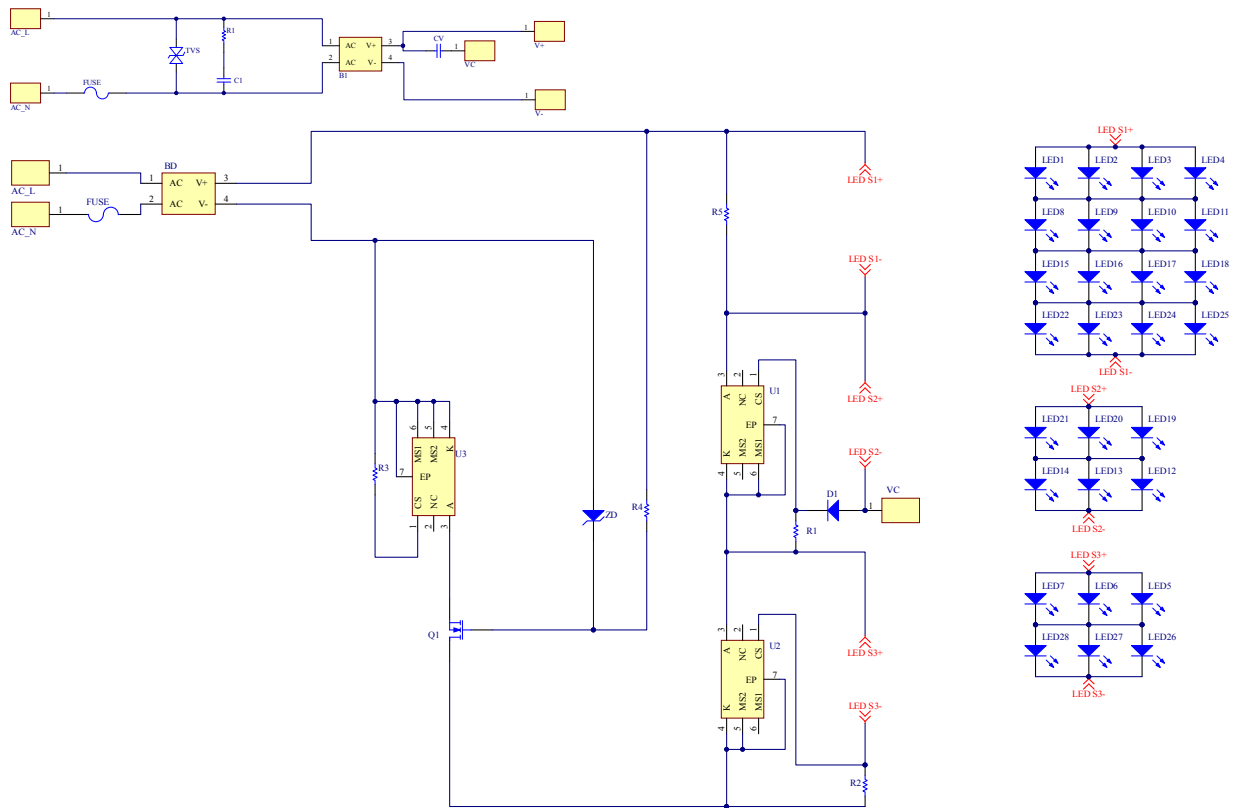 AC_L
1
TVS
R1
C1
FUSE
AC_N
1
1
AC
V+
3
2
AC
V-
4
B1
CV
1
VC
1
V+
1
V-
AC_L
1
AC_N
1
FUSE
BD
1
AC
V+
3
2
AC
V-
4
R3
6
5
4
MS1
MS2
K
U3
7
EP
CS
NC
A
1
2
3
Q1
ZD
R4
R5
LED S1+
LED S1-
3
2
1
A
NC
CS
U1
EP
7
K
MS2
MS1
4
5
6
LED S2+
LED S2-
D1
1
VC
R1
3
2
1
A
NC
CS
U2
EP
7
K
MS2
MS1
4
5
6
LED S3+
LED S3-
R2
LED S1+
LED1
LED2
LED3
LED4
LED8
LED9
LED10
LED11
LED15
LED16
LED17
LED18
LED22
LED23
LED24
LED25
LED S1-
LED S2+
LED21
LED20
LED19
LED14
LED13
LED12
LED S2-
LED S3+
LED7
LED6
LED5
LED28
LED27
LED26
LED S3-